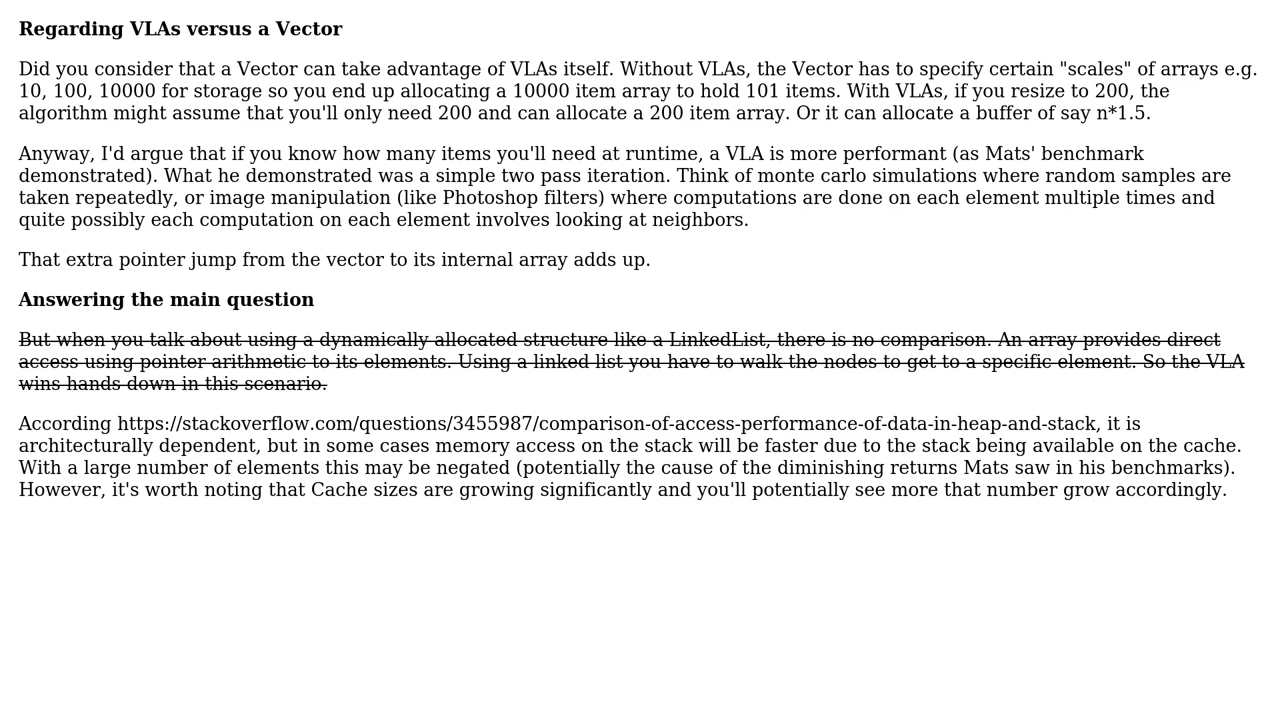 Regarding VLAs versus a Vector
Did you consider that a Vector can take advantage of VLAs itself. Without VLAs, the Vector has to specify certain "scales" of arrays e.g.
10, 100, 10000 for storage so you end up allocating a 10000 item array to hold 101 items. With VLAs, if you resize to 200, the
algorithm might assume that you'll only need 200 and can allocate a 200 item array. Or it can allocate a buffer of say n*1.5.
Anyway, I'd argue that if you know how many items you'll need at runtime, a VLA is more performant (as Mats' benchmark
demonstrated). What he demonstrated was a simple two pass iteration. Think of monte carlo simulations where random samples are
taken repeatedly, or image manipulation (like Photoshop filters) where computations are done on each element multiple times and
quite possibly each computation on each element involves looking at neighbors.
That extra pointer jump from the vector to its internal array adds up.
Answering the main question
But when you talk about using a dynamically allocated structure like a LinkedList, there is no comparison. An array provides direct
access using pointer arithmetic to its elements. Using a linked list you have to walk the nodes to get to a specific element. So the VLA
wins hands down in this scenario.
According https://stackoverflow.com/questions/3455987/comparison-of-access-performance-of-data-in-heap-and-stack, it is
architecturally dependent, but in some cases memory access on the stack will be faster due to the stack being available on the cache.
With a large number of elements this may be negated (potentially the cause of the diminishing returns Mats saw in his benchmarks).
However, it's worth noting that Cache sizes are growing significantly and you'll potentially see more that number grow accordingly.